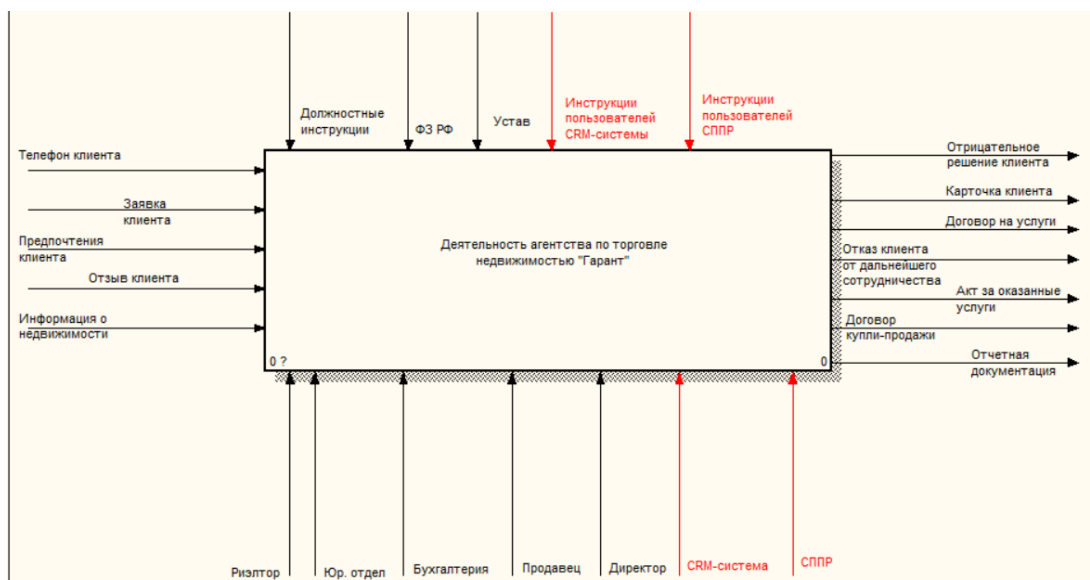 Должностные
инструкции
ФЗ РФ
Устав
Инструкции
пользователей
CRM-системы
Инструкции
пользователей
СППР
Телефон клиента
Заявка
клиента
Предпочтения
клиента
Отзыв клиента
Информация о
недвижимости
Деятельность агентства по торговле
недвижимостью "Гарант"
0 ?
0
Отрицательное
решение клиента
Карточка клиента
Договор на услуги
Отказ клиента
от дальнейшего
сотрудничества
Акт за оказанные
услуги
Договор
купли-продажи
Отчетная
документация
Риэлтор
Юр. отдел
Бухгалтерия
Продавец
Директор
CRM-система
СППР